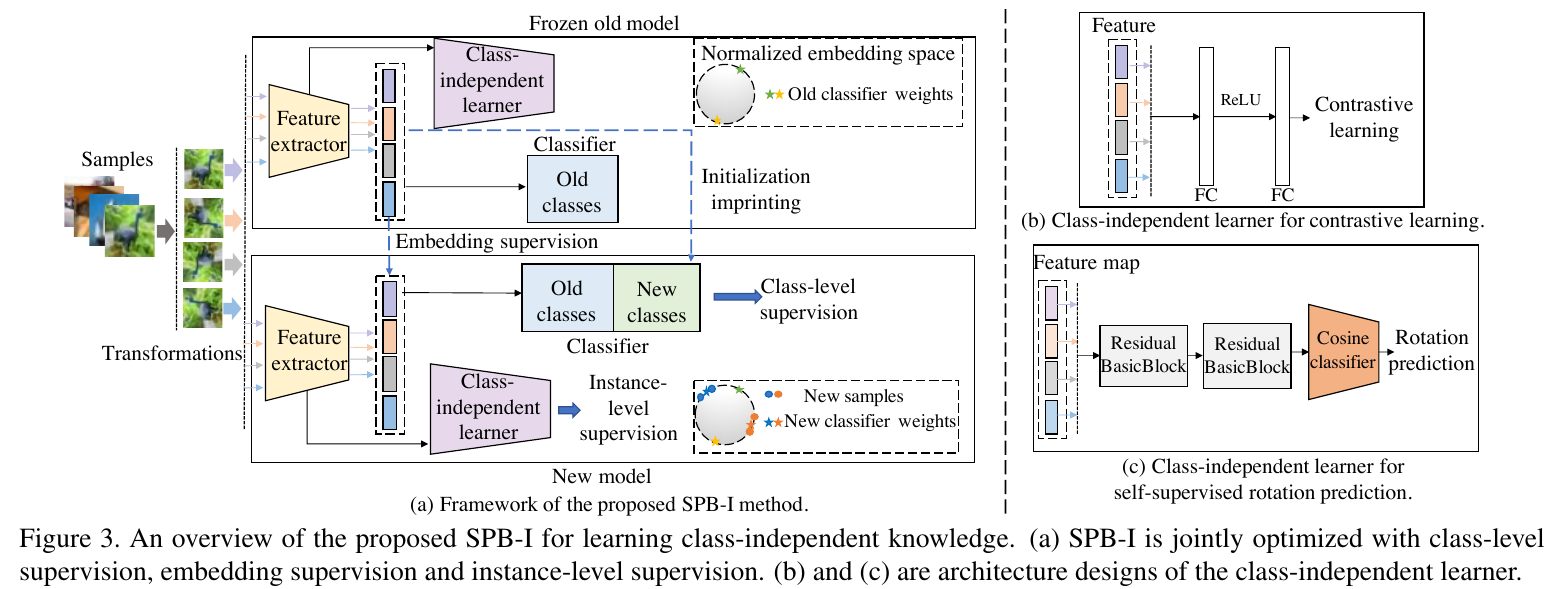 Frozen old model
Class-
independent
learner
Feature
extractor
Normalized embedding space
Old classifier weights
Classifier
Old
classes
Initialization
imprinting
Samples
Transformations
Embedding supervision
Feature
extractor
Old
classes
New
classes
Classifier
Class-level
supervision
Class-
independent
learner
Instance-
level
supervision
New samples
New classifier weights
New model
(a) Framework of the proposed SPB-I method.
Feature
ReLU
FC
FC
Contrastive
learning
(b) Class-independent learner for contrastive learning.
Feature map
Residual
BasicBlock
Residual
BasicBlock
Cosine
classifier
Rotation
prediction
(c) Class-independent learner for
self-supervised rotation prediction.
Figure 3. An overview of the proposed SPB-I for learning class-independent knowledge. (a) SPB-I is jointly optimized with class-level
supervision, embedding supervision and instance-level supervision. (b) and (c) are architecture designs of the class-independent learner.